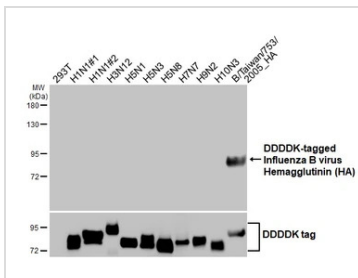 293T
H1N1#1
H1N1#2
H3N12
H5N1
H5N3
H5N8
H7N7
H9N2
H10N3
B/Taiwan/753/
2005_HA
MW
(kDa)
180
130
95
72
DDDDK-tagged
Influenza B virus
Hemagglutinin (HA)
95
72
DDDDK tag